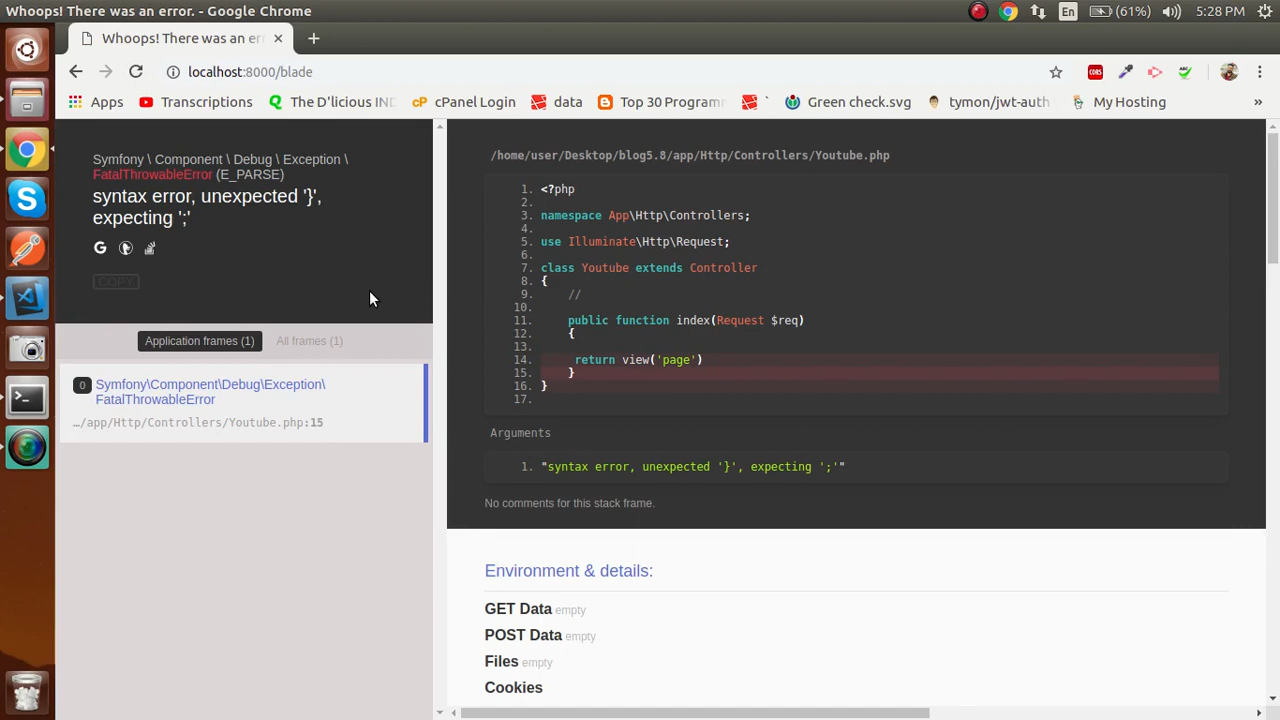 Whoops! There was an error. - Google Chrome
En (61%) 5:28 PM
Whoops! There was an err
localhost:8000/blade
Apps Transcriptions The D'licious IND cPanel Login data Top 30 Programm ` Green check.svg tymon/jwt-auth My Hosting »
Symfony \ Component \ Debug \ Exception \
FatalThrowableError (E_PARSE)
syntax error, unexpected '}',
expecting ';'
COPY
Application frames (1) All frames (1)
0 Symfony\Component\Debug\Exception\
FatalThrowableError
…/app/Http/Controllers/Youtube.php:15
/home/user/Desktop/blog5.8/app/Http/Controllers/Youtube.php
1. <?php
2.
3. namespace App\Http\Controllers;
4.
5. use Illuminate\Http\Request;
6.
7. class Youtube extends Controller
8. {
9. //
10.
11. public function index(Request $req)
12. {
13.
14. return view('page')
15. }
16. }
17.
Arguments
1. "syntax error, unexpected '}', expecting ';'"
No comments for this stack frame.
Environment & details:
GET Data empty
POST Data empty
Files empty
Cookies